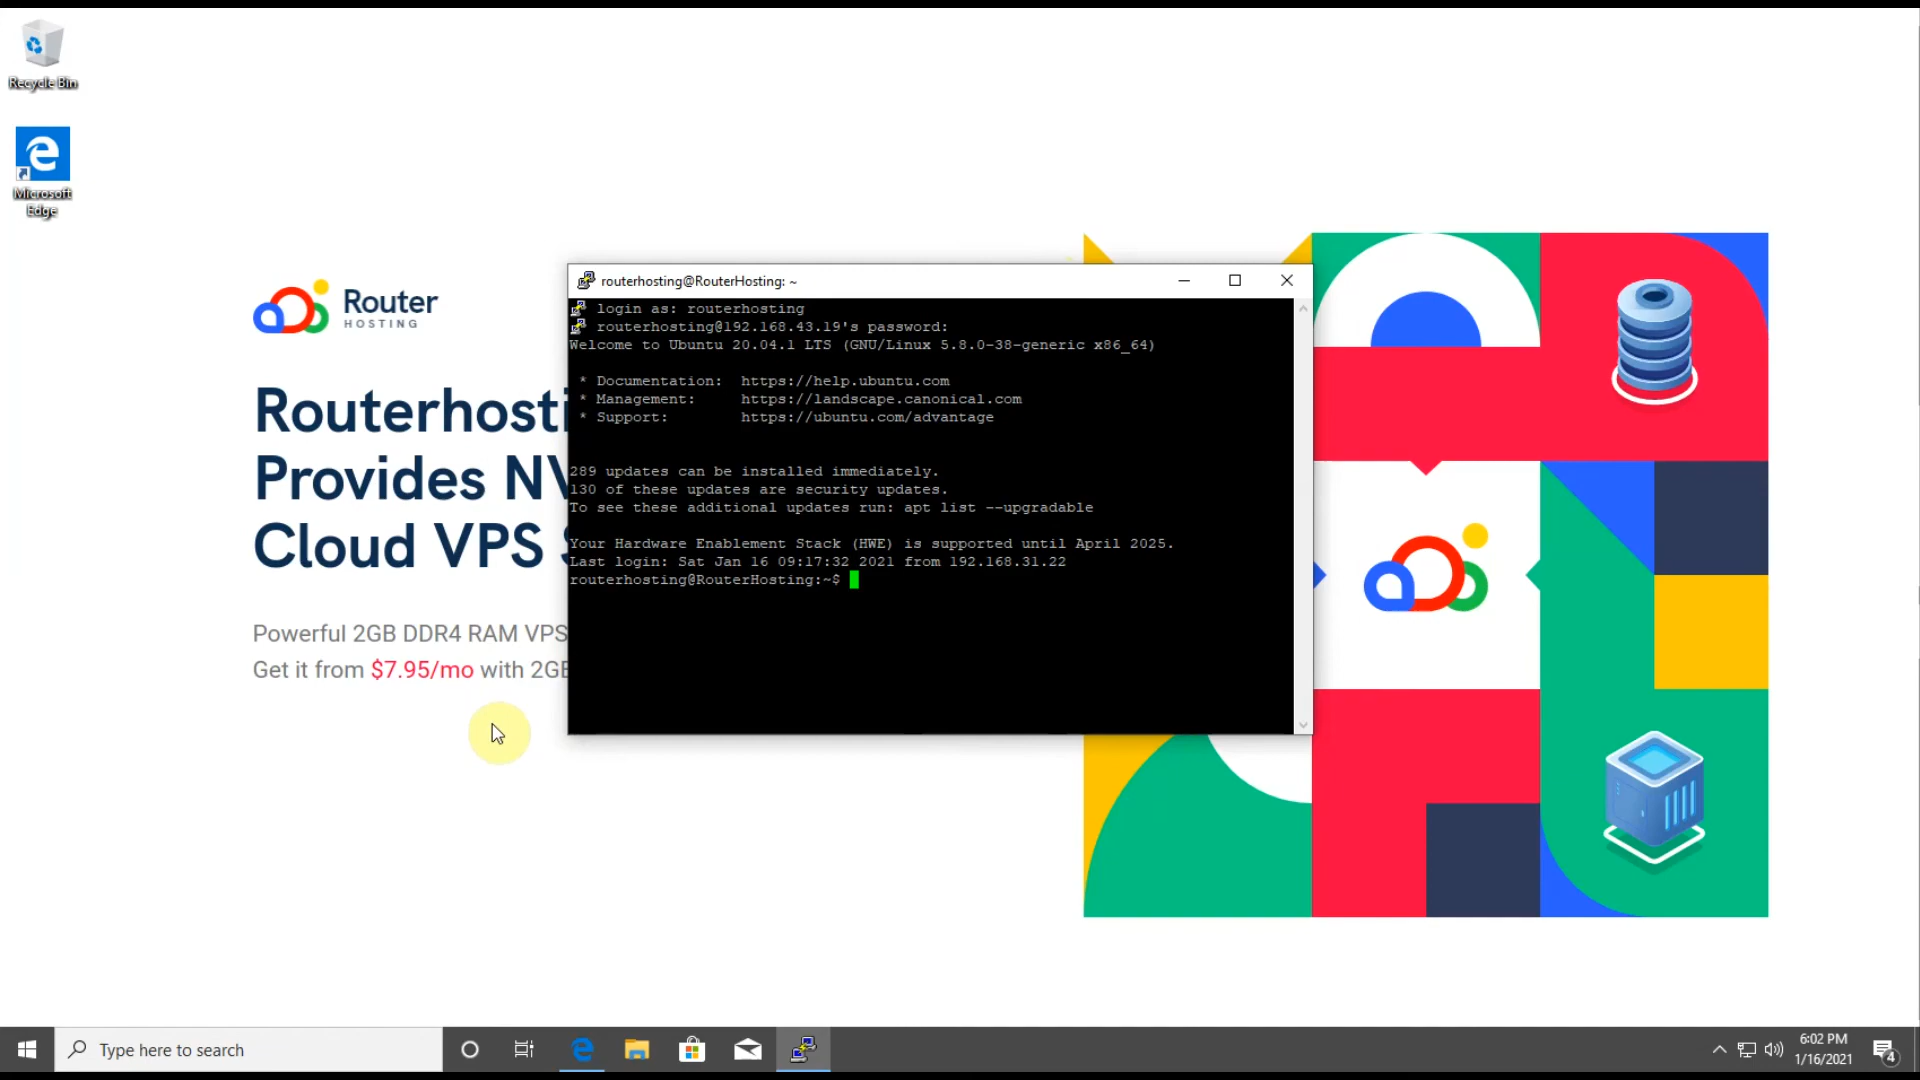 Recycle Bin
Microsoft
Edge
Router
HOSTING
Routerhosti
Provides NV
Cloud VPS S
Powerful 2GB DDR4 RAM VPS
Get it from $7.95/mo with 2GB
routerhosting@RouterHosting: ~
login as: routerhosting
routerhosting@192.168.43.19's password:
Welcome to Ubuntu 20.04.1 LTS (GNU/Linux 5.8.0-38-generic x86_64)
* Documentation: https://help.ubuntu.com
* Management: https://landscape.canonical.com
* Support: https://ubuntu.com/advantage
289 updates can be installed immediately.
130 of these updates are security updates.
To see these additional updates run: apt list --upgradable
Your Hardware Enablement Stack (HWE) is supported until April 2025.
Last login: Sat Jan 16 09:17:32 2021 from 192.168.31.22
routerhosting@RouterHosting:~$
Type here to search
6:02 PM
1/16/2021
4